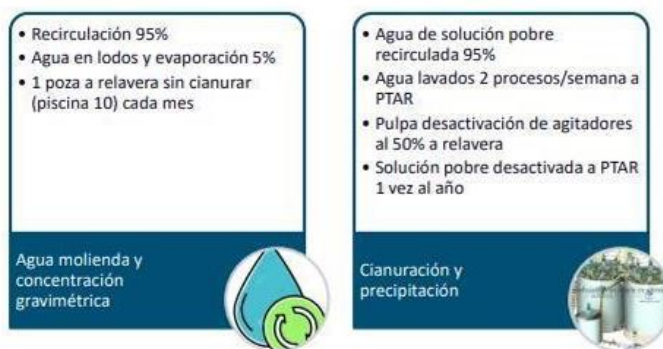 • Recirculación 95%
• Agua en lodos y evaporación 5%
• 1 poza a relavera sin cianurar
(piscina 10) cada mes
Agua molienda y
concentración
gravimétrica
• Agua de solución pobre
recirculada 95%
• Agua lavados 2 procesos/semana a
PTAR
• Pulpa desactivación de agitadores
al 50% a relavera
• Solución pobre desactivada a PTAR
1 vez al año
Cianuración y
precipitación